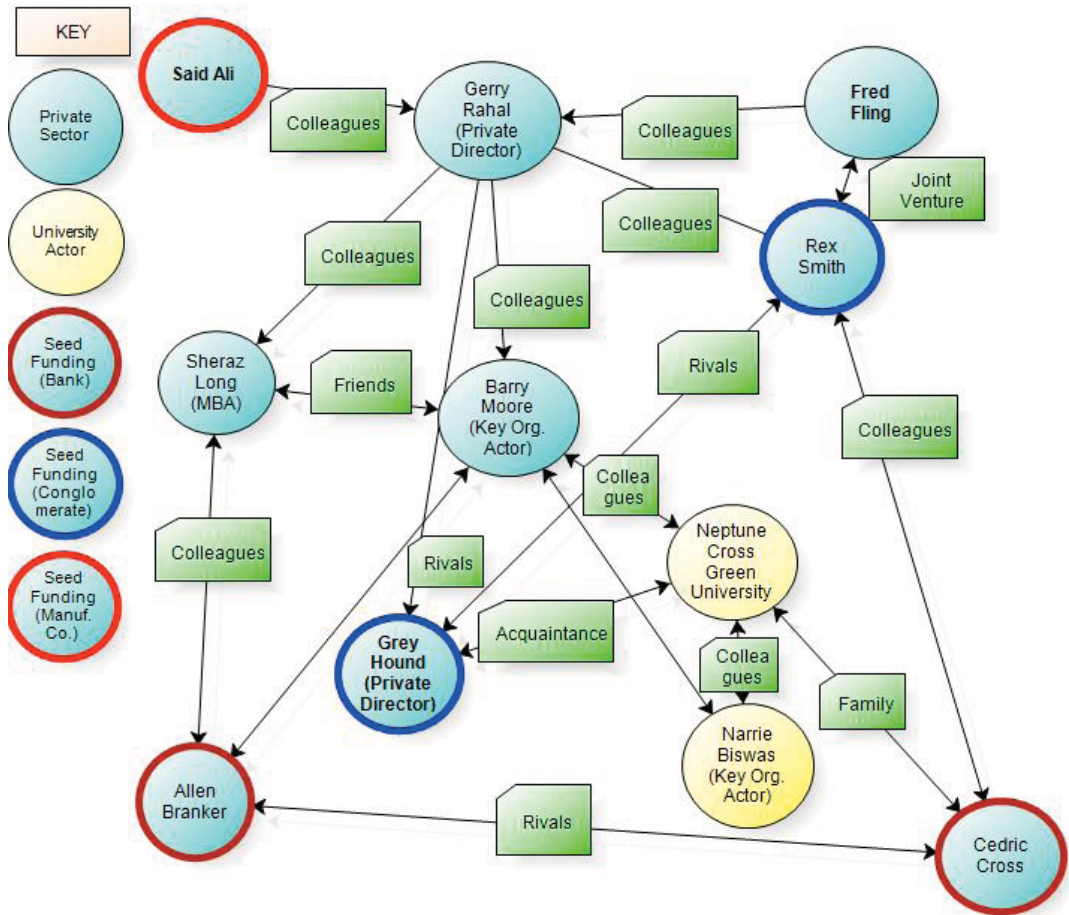 KEY
Private
Sector
University
Actor
Seed
Funding
(Bank)
Seed
Funding
(Conglo
merate)
Seed
Funding
(Manuf.
Co.)
Said Ali
Colleagues
Gerry
Rahal
(Private
Director)
Colleagues
Fred
Fling
Joint
Venture
Colleagues
Rex
Smith
Colleagues
Colleagues
Sheraz
Long
(MBA)
Friends
Barry
Moore
(Key Org.
Actor)
Rivals
Colleagues
Collea
gues
Colleagues
Rivals
Neptune
Cross
Green
University
Acquaintance
Grey
Hound
(Private
Director)
Collea
gues
Family
Narrie
Biswas
(Key Org.
Actor)
Allen
Branker
Rivals
Cedric
Cross